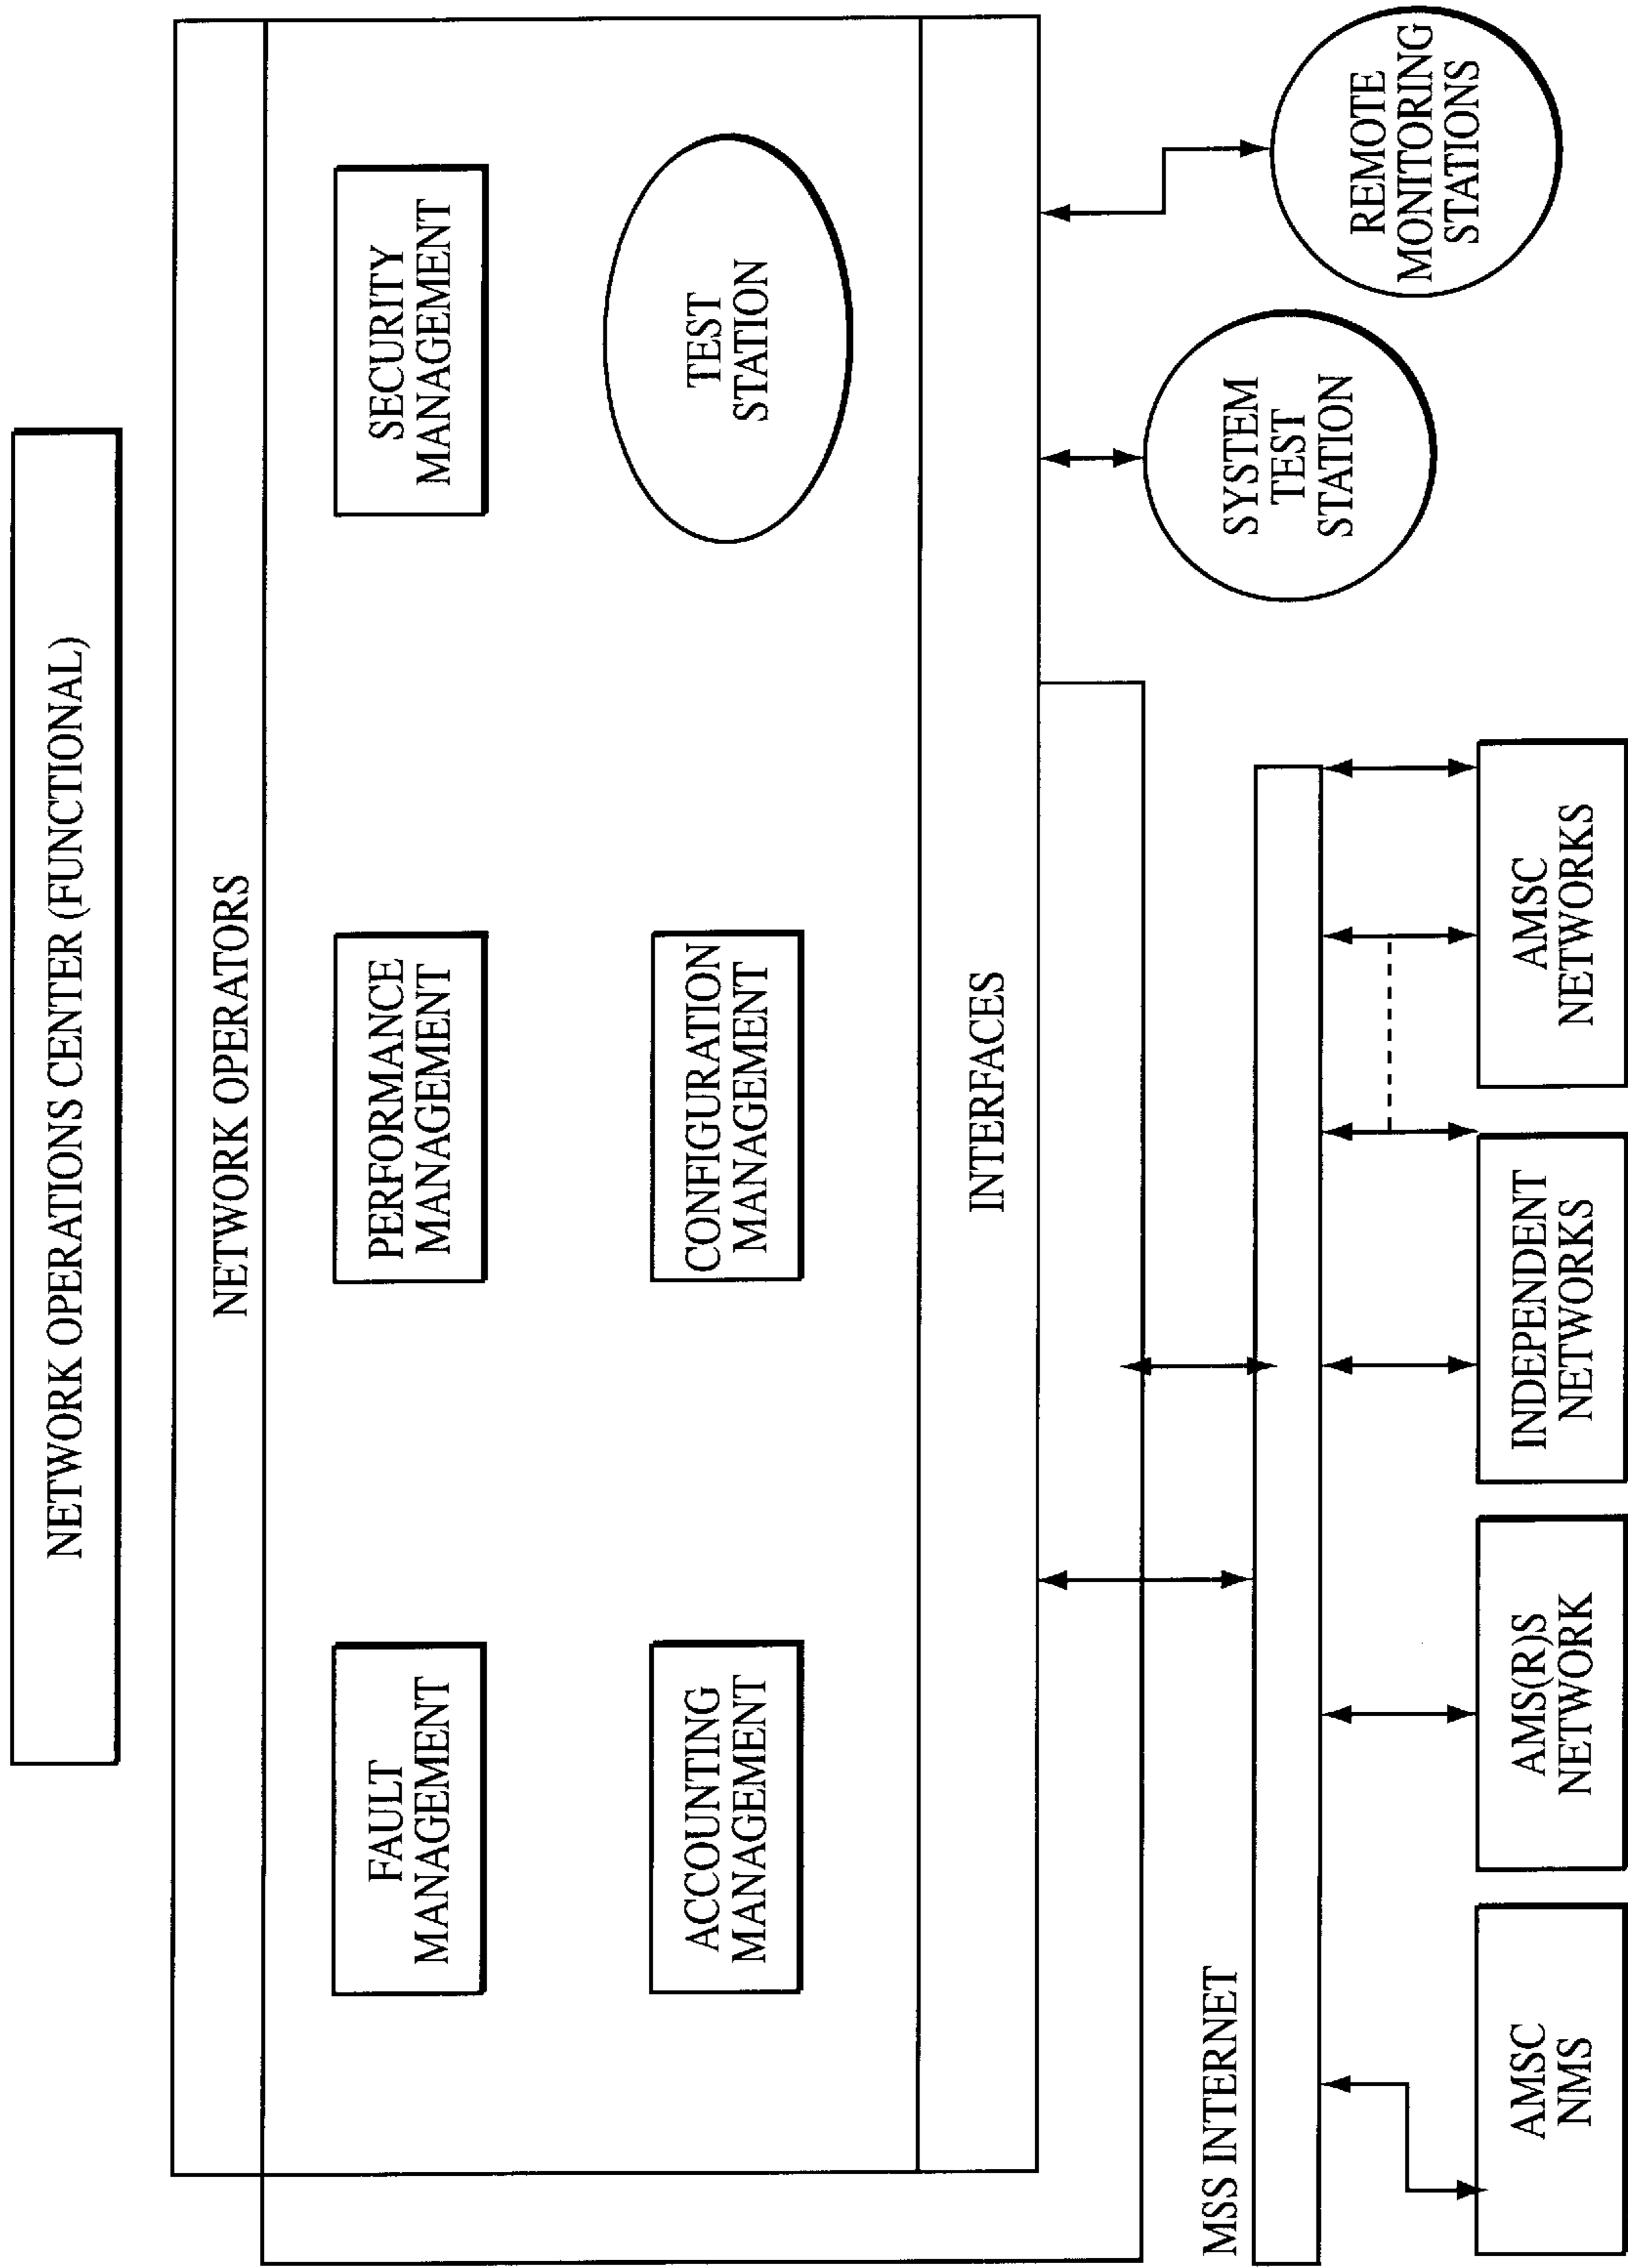 NETWORK OPERATIONS CENTER (FUNCTIONAL)
NETWORK OPERATORS
FAULT
MANAGEMENT
PERFORMANCE
MANAGEMENT
SECURITY
MANAGEMENT
ACCOUNTING
MANAGEMENT
CONFIGURATION
MANAGEMENT
TEST
STATION
INTERFACES
MSS INTERNET
SYSTEM
TEST
STATION
REMOTE
MONITORING
STATIONS
AMSC
NMS
AMS(R)S
NETWORK
INDEPENDENT
NETWORKS
AMSC
NETWORKS